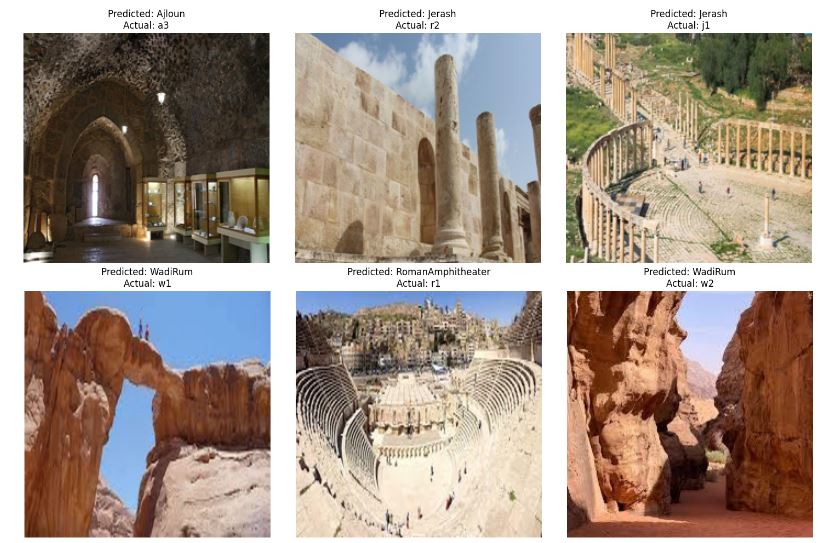 Predicted: Ajloun
Actual: a3
Predicted: Jerash
Actual: r2
Predicted: Jerash
Actual: j1
Predicted: WadiRum
Actual: w1
Predicted: RomanAmphitheater
Actual: r1
Predicted: WadiRum
Actual: w2